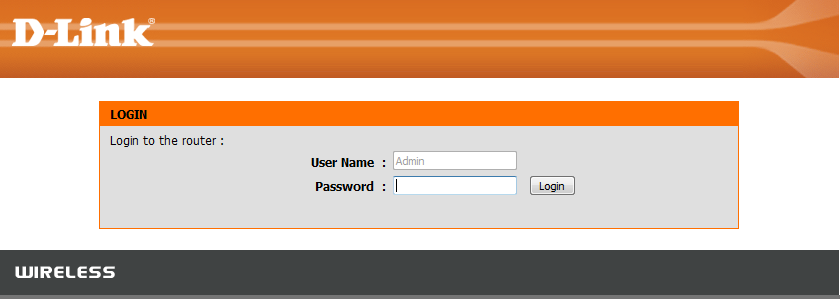 D-Link®
LOGIN
Login to the router :
User Name : Admin
Password : Login
WIRELESS